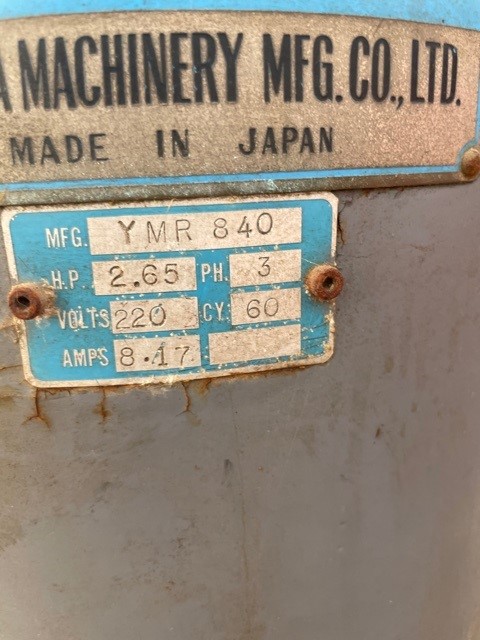 A MACHINERY MFG. CO., LTD.
MADE IN JAPAN
MFG. YMR 840
H.P. 2.65 PH. 3
VOLTS 220 CY. 60
AMPS 8.17